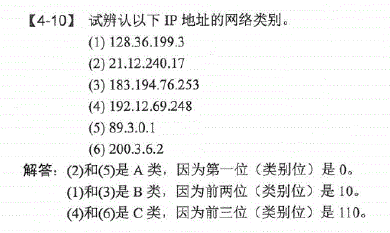 【4-10】 试辨认以下 IP 地址的网络类别。
(1) 128.36.199.3
(2) 21.12.240.17
(3) 183.194.76.253
(4) 192.12.69.248
(5) 89.3.0.1
(6) 200.3.6.2
解答：(2)和(5)是 A 类，因为第一位（类别位）是 0。
(1)和(3)是 B 类，因为前两位（类别位）是 10。
(4)和(6)是 C 类，因为前三位（类别位）是 110。